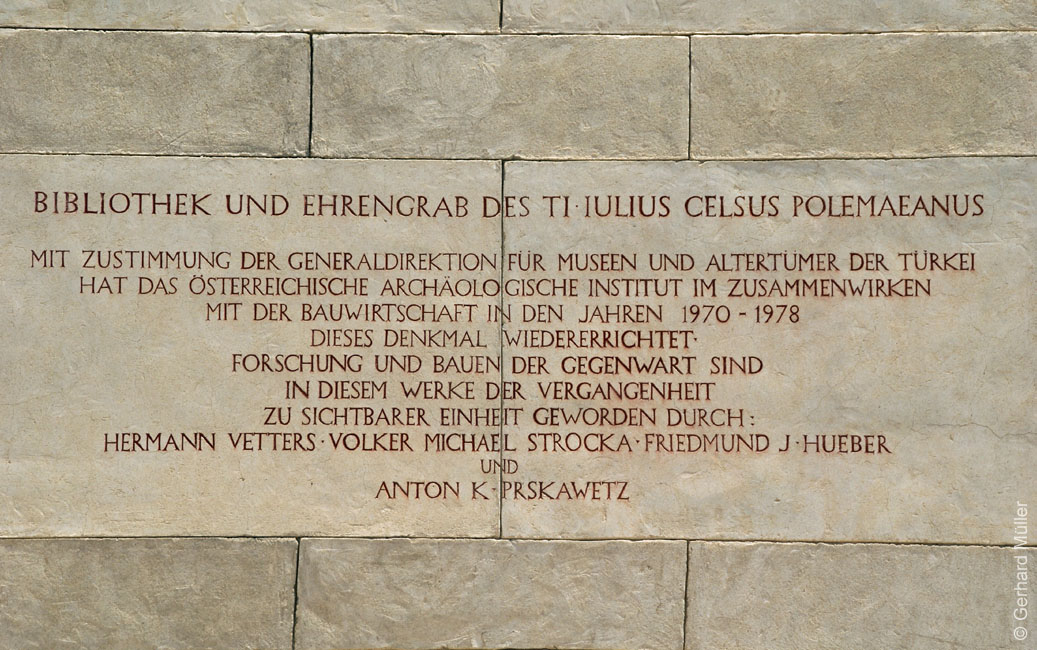 BIBLIOTHEK UND EHRENGRAB DES TI·IULIUS CELSUS POLEMAEANUS
MIT ZUSTIMMUNG DER GENERALDIREKTION FÜR MUSEEN UND ALTERTÜMER DER TÜRKEI
HAT DAS ÖSTERREICHISCHE ARCHÄOLOGISCHE INSTITUT IM ZUSAMMENWIRKEN
MIT DER BAUWIRTSCHAFT IN DEN JAHREN 1970 - 1978
DIESES DENKMAL WIEDERERRICHTET·
FORSCHUNG UND BAUEN DER GEGENWART SIND
IN DIESEM WERKE DER VERGANGENHEIT
ZU SICHTBARER EINHEIT GEWORDEN DURCH:
HERMANN VETTERS·VOLKER MICHAEL STROCKA·FRIEDMUND J·HUEBER
UND
ANTON K·PRSKAWETZ
© Gerhard Müller